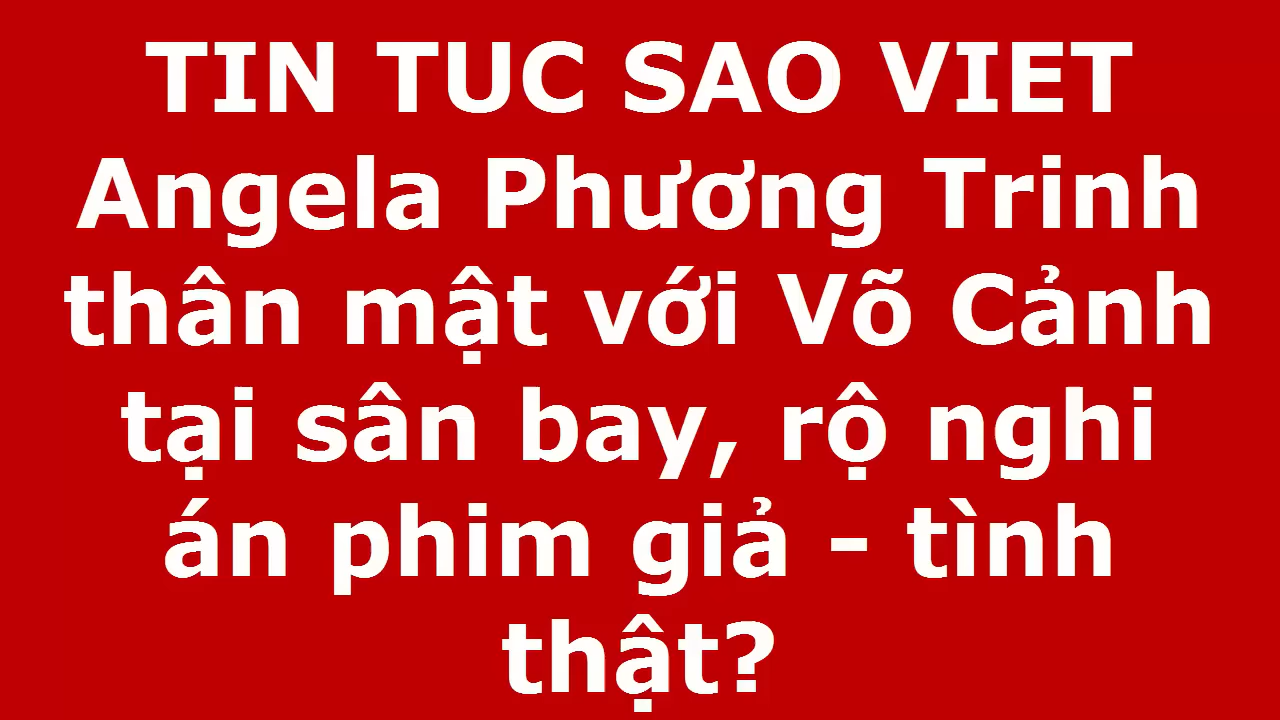 TIN TUC SAO VIET
Angela Phương Trinh
thân mật với Võ Cảnh
tại sân bay, rộ nghi
án phim giả - tình
thật?